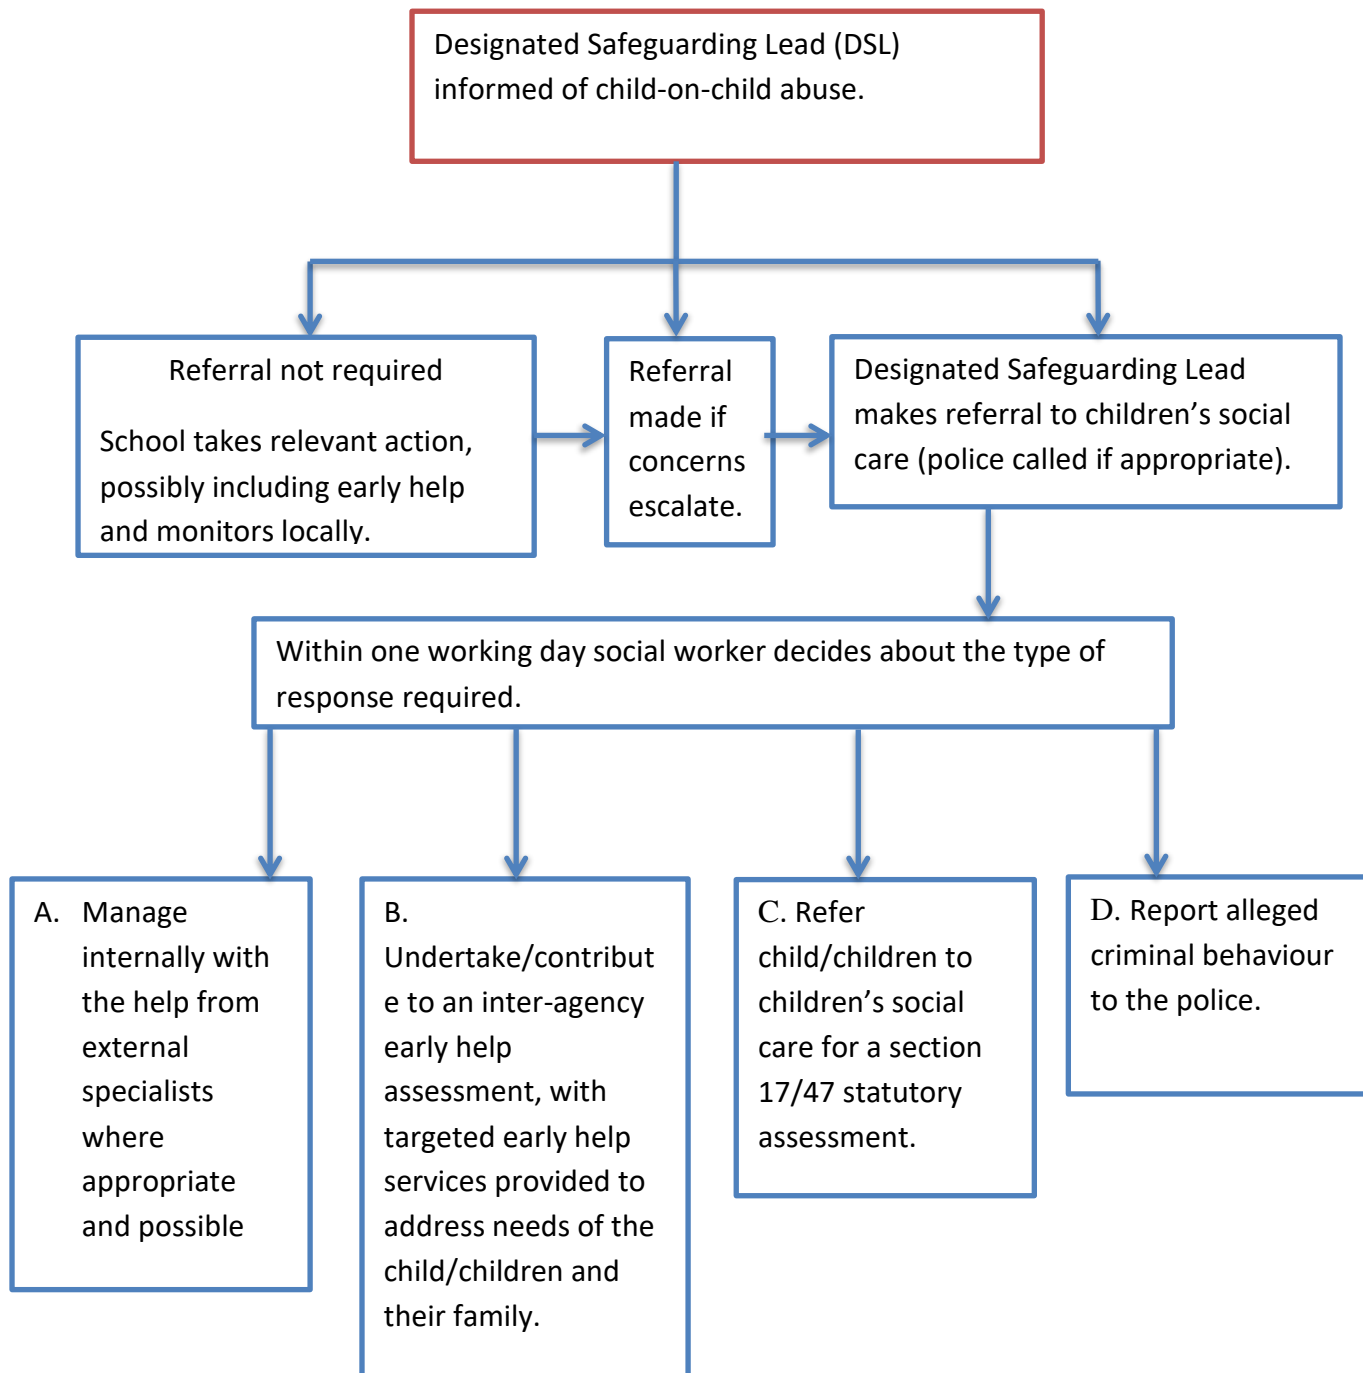 Designated Safeguarding Lead (DSL)
informed of child-on-child abuse.
Referral not required
School takes relevant action,
possibly including early help
and monitors locally.
Referral
made if
concerns
escalate.
Designated Safeguarding Lead
makes referral to children’s social
care (police called if appropriate).
Within one working day social worker decides about the type of
response required.
A. Manage
internally with
the help from
external
specialists
where
appropriate
and possible
B.
Undertake/contribut
e to an inter-agency
early help
assessment, with
targeted early help
services provided to
address needs of the
child/children and
their family.
C. Refer
child/children to
children’s social
care for a section
17/47 statutory
assessment.
D. Report alleged
criminal behaviour
to the police.